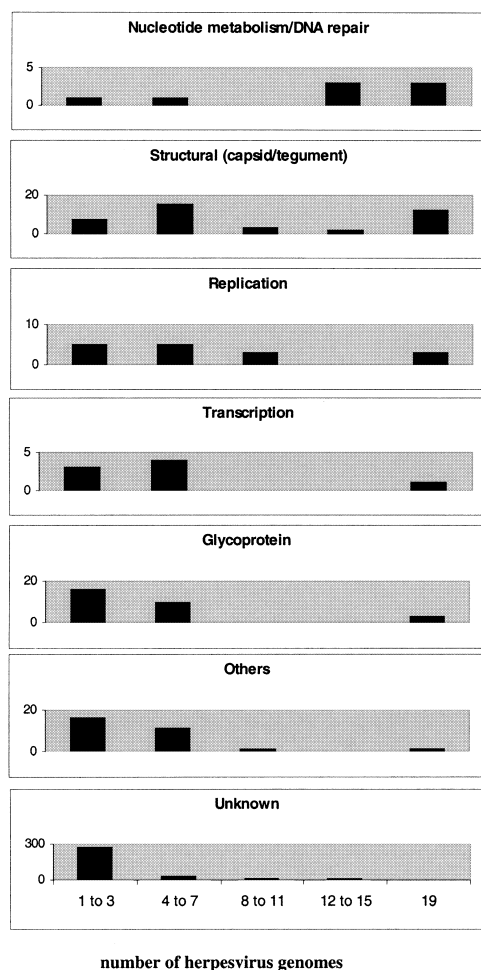 Nucleotide metabolism/DNA repair
5
0
Structural (capsid/tegument)
20
0
Replication
10
0
Transcription
5
0
Glycoprotein
20
0
Others
20
0
Unknown
300
0
1 to 3 4 to 7 8 to 11 12 to 15 19
number of herpesvirus genomes